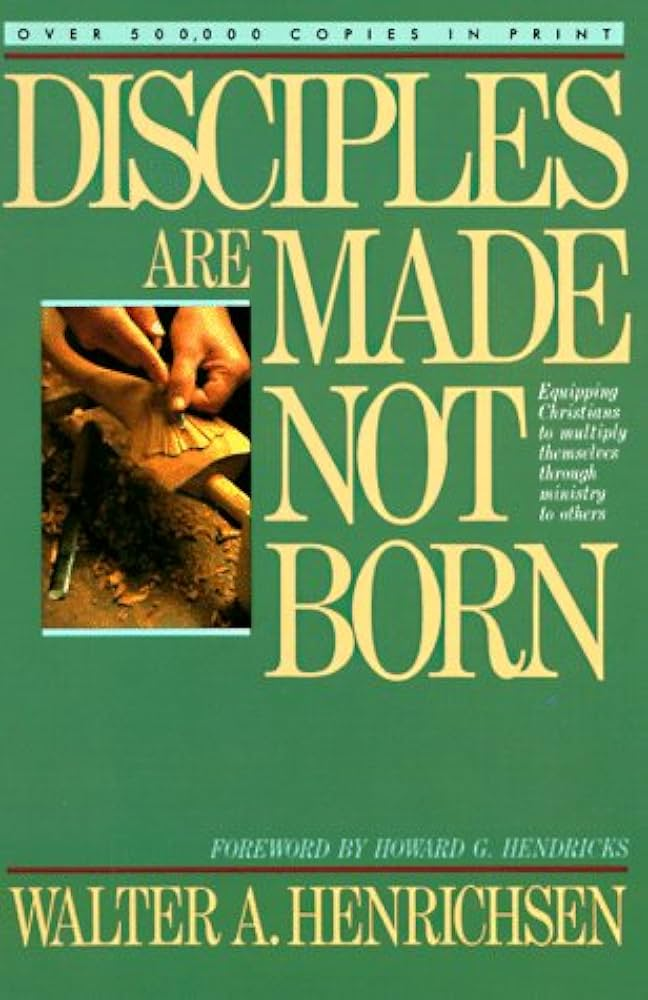 OVER 500,000 COPIES IN PRINT
DISCIPLES
ARE MADE
NOT
BORN
Equipping
Christians
to multiply
themselves
through
ministry
to others
FOREWORD BY HOWARD G. HENDRICKS
WALTER A. HENRICHSEN